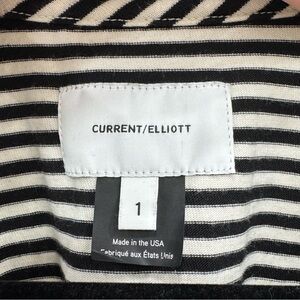 CURRENT/ELLIOTT
1
Made in the USA
Fabriqué aux États Unis